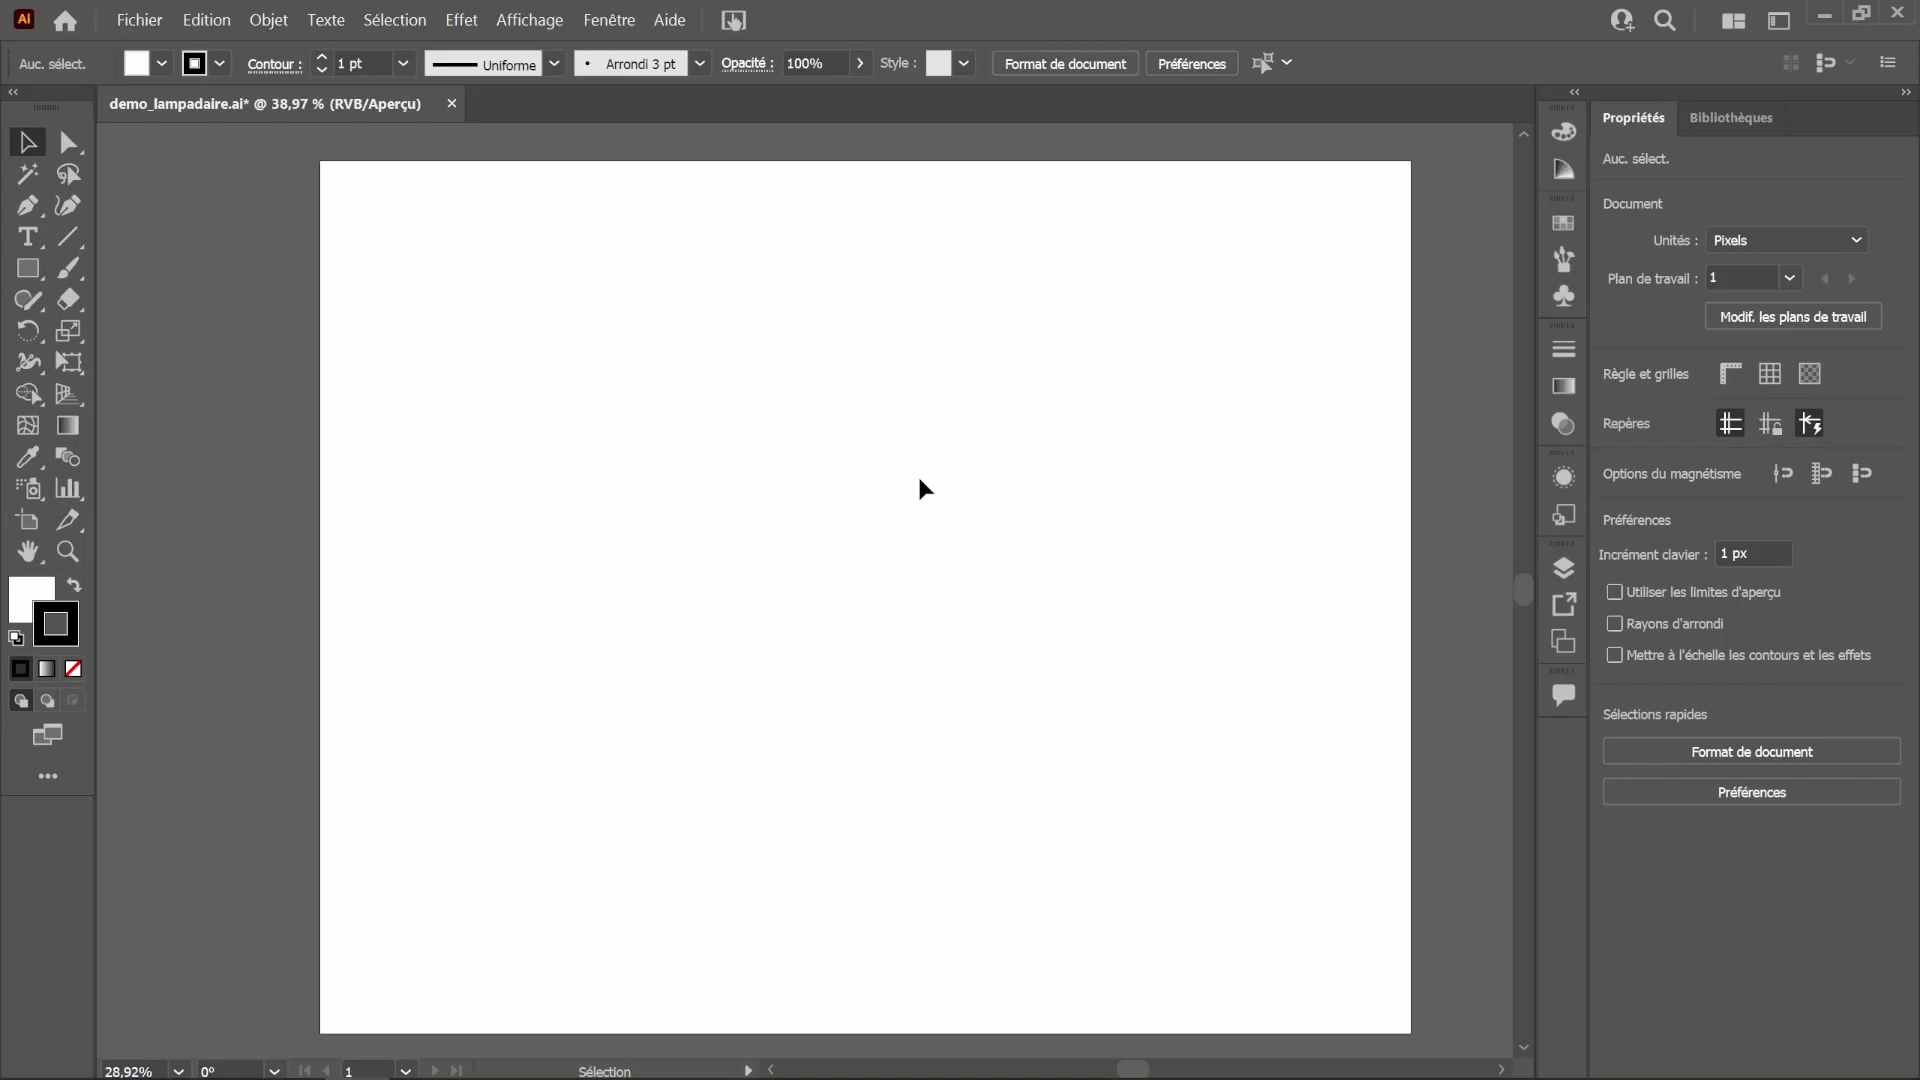 Ai
Fichier
Edition
Objet
Texte
Sélection
Effet
Affichage
Fenêtre
Aide
Auc. sélect.
Contour :
1 pt
Uniforme
Arrondi 3 pt
Opacité :
100%
Style :
Format de document
Préférences
demo_lampadaire.ai* @ 38,97 % (RVB/Aperçu)
Propriétés
Bibliothèques
Auc. sélect.
Document
Unités :
Pixels
Plan de travail :
1
Modif. les plans de travail
Règle et grilles
Repères
Options du magnétisme
Préférences
Incrément clavier :
1 px
Utiliser les limites d'aperçu
Rayons d'arrondi
Mettre à l'échelle les contours et les effets
Sélections rapides
Format de document
Préférences
28,92%
0°
1
Sélection